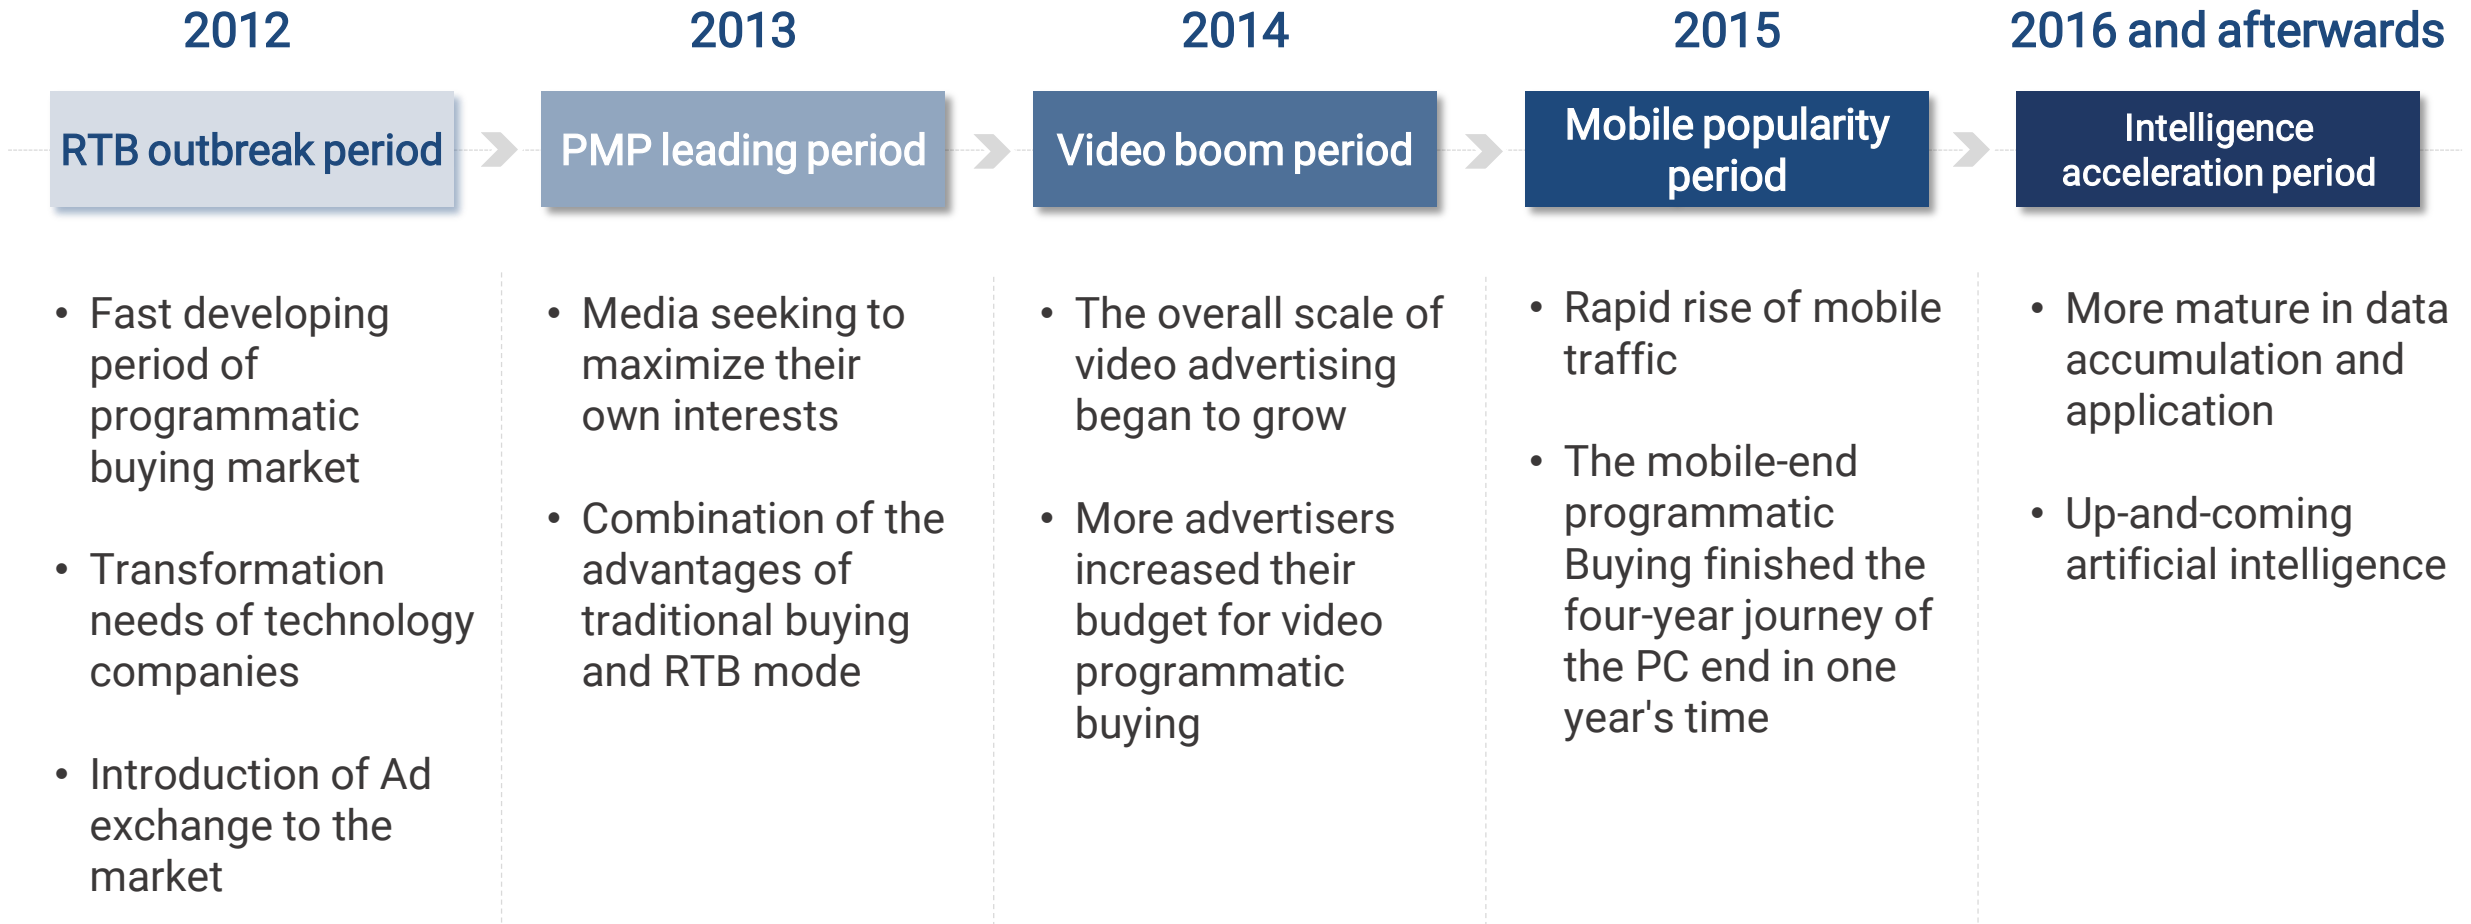 2012
2013
2014
2015
2016 and afterwards
RTB outbreak period
PMP leading period
Video boom period
Mobile popularity
period
Intelligence
acceleration period
• Fast developing
period of
programmatic
buying market
• Transformation
needs of technology
companies
• Introduction of Ad
exchange to the
market
• Media seeking to
maximize their
own interests
• Combination of the
advantages of
traditional buying
and RTB mode
• The overall scale of
video advertising
began to grow
• More advertisers
increased their
budget for video
programmatic
buying
• Rapid rise of mobile
traffic
• The mobile-end
programmatic
Buying finished the
four-year journey of
the PC end in one
year's time
• More mature in data
accumulation and
application
• Up-and-coming
artificial intelligence